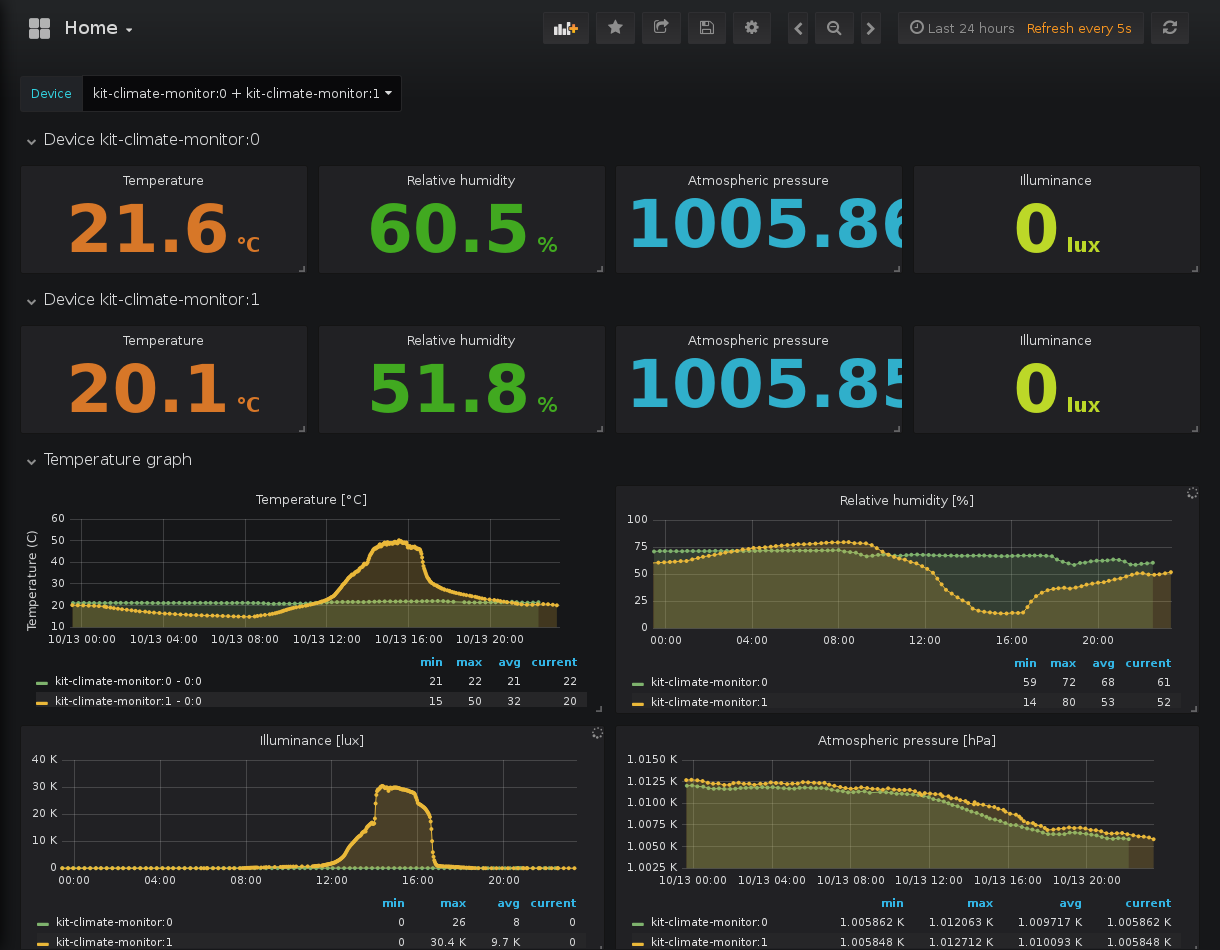 Home
Last 24 hours Refresh every 5s
Device kit-climate-monitor:0 + kit-climate-monitor:1
Device kit-climate-monitor:0
Temperature Relative humidity Atmospheric pressure Illuminance
21.6 °C 60.5 % 1005.86 0 lux
Device kit-climate-monitor:1
Temperature Relative humidity Atmospheric pressure Illuminance
20.1 °C 51.8 % 1005.85 0 lux
Temperature graph
Temperature [°C]
Temperature (C)
60
50
40
30
20
10
10/13 00:00 10/13 04:00 10/13 08:00 10/13 12:00 10/13 16:00 10/13 20:00
min max avg current
kit-climate-monitor:0 - 0:0 21 22 21 22
kit-climate-monitor:1 - 0:0 15 50 32 20
Relative humidity [%]
100
75
50
25
0
00:00 04:00 08:00 12:00 16:00 20:00
min max avg current
kit-climate-monitor:0 59 72 68 61
kit-climate-monitor:1 14 80 53 52
Illuminance [lux]
40 K
30 K
20 K
10 K
0
00:00 04:00 08:00 12:00 16:00 20:00
min max avg current
kit-climate-monitor:0 0 26 8 0
kit-climate-monitor:1 0 30.4 K 9.7 K 0
Atmospheric pressure [hPa]
1.0150 K
1.0125 K
1.0100 K
1.0075 K
1.0050 K
1.0025 K
10/13 00:00 10/13 04:00 10/13 08:00 10/13 12:00 10/13 16:00 10/13 20:00
min max avg current
kit-climate-monitor:0 1.005862 K 1.012063 K 1.009717 K 1.005862 K
kit-climate-monitor:1 1.005848 K 1.012712 K 1.010093 K 1.005848 K